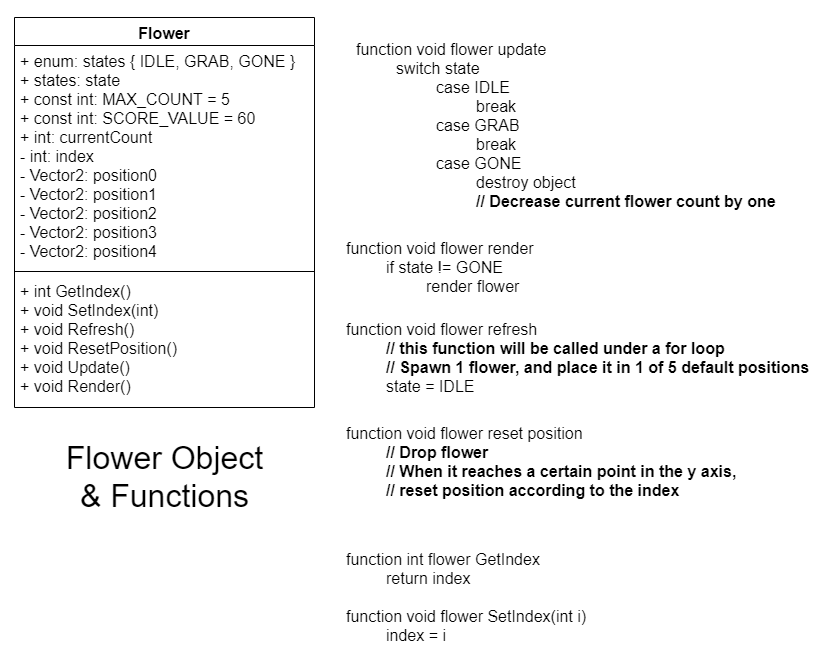 Flower
+ enum: states { IDLE, GRAB, GONE }
+ states: state
+ const int: MAX_COUNT = 5
+ const int: SCORE_VALUE = 60
+ int: currentCount
- int: index
- Vector2: position0
- Vector2: position1
- Vector2: position2
- Vector2: position3
- Vector2: position4
+ int GetIndex()
+ void SetIndex(int)
+ void Refresh()
+ void ResetPosition()
+ void Update()
+ void Render()
Flower Object
& Functions
function void flower update
switch state
case IDLE
break
case GRAB
break
case GONE
destroy object
// Decrease current flower count by one
function void flower render
if state != GONE
render flower
function void flower refresh
// this function will be called under a for loop
// Spawn 1 flower, and place it in 1 of 5 default positions
state = IDLE
function void flower reset position
// Drop flower
// When it reaches a certain point in the y axis,
// reset position according to the index
function int flower GetIndex
return index
function void flower SetIndex(int i)
index = i